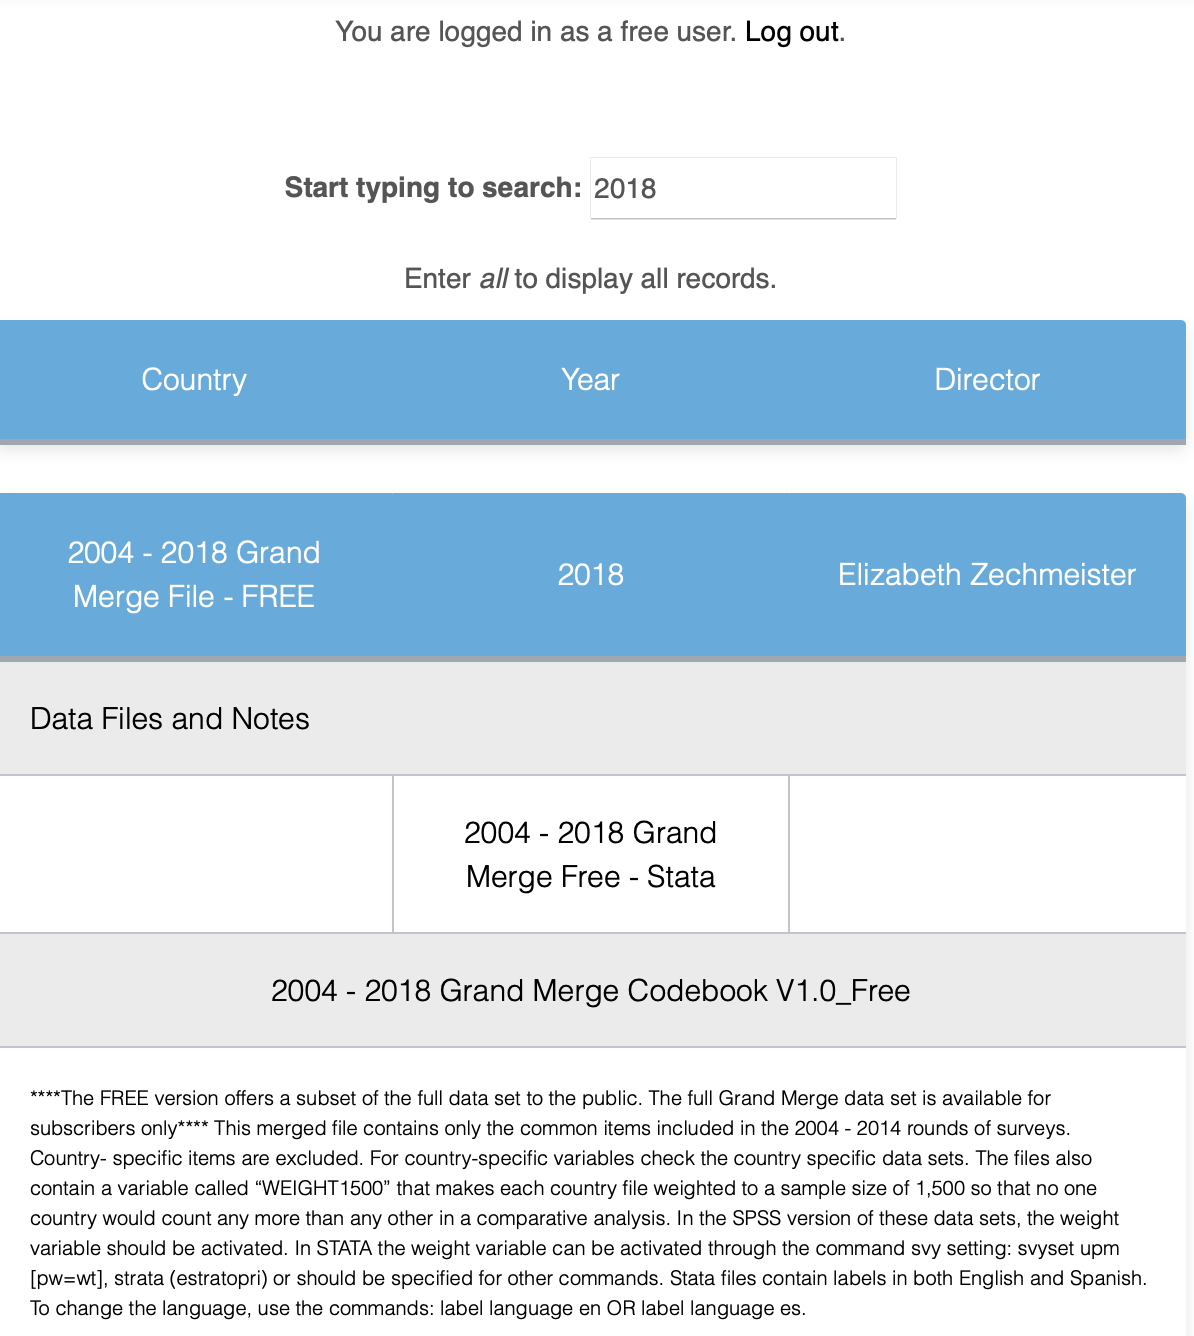 You are logged in as a free user. Log out.
Start typing to search: 2018
Enter all to display all records.
Country Year Director
2004 - 2018 Grand
Merge File - FREE
2018
Elizabeth Zechmeister
Data Files and Notes
2004 - 2018 Grand
Merge Free - Stata
2004 - 2018 Grand Merge Codebook V1.0_Free
****The FREE version offers a subset of the full data set to the public. The full Grand Merge data set is available for
subscribers only**** This merged file contains only the common items included in the 2004 - 2014 rounds of surveys.
Country- specific items are excluded. For country-specific variables check the country specific data sets. The files also
contain a variable called “WEIGHT1500” that makes each country file weighted to a sample size of 1,500 so that no one
country would count any more than any other in a comparative analysis. In the SPSS version of these data sets, the weight
variable should be activated. In STATA the weight variable can be activated through the command svy setting: svyset upm
[pw=wt], strata (estratopri) or should be specified for other commands. Stata files contain labels in both English and Spanish.
To change the language, use the commands: label language en OR label language es.